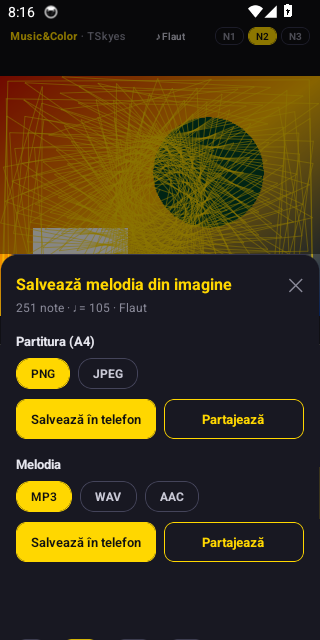 8:16
Music&Color · TSkyes ♪Flaut N1 N2 N3
Salvează melodia din imagine
251 note · ♩= 105 · Flaut
Partitura (A4)
PNG JPEG
Salvează în telefon Partajează
Melodia
MP3 WAV AAC
Salvează în telefon Partajează